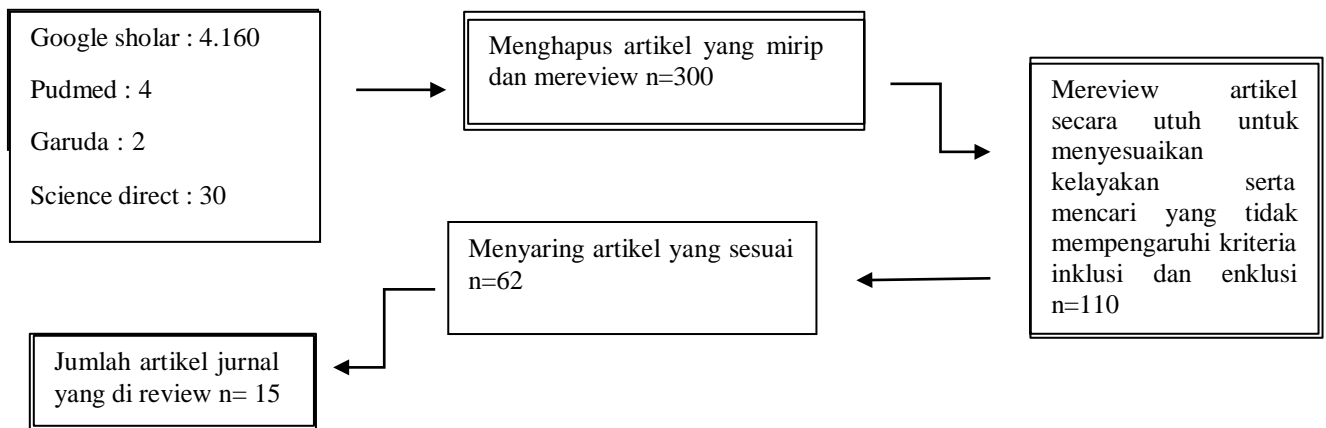 Google sholar : 4.160
Pudmed : 4
Garuda : 2
Science direct : 30
Menghapus artikel yang mirip
dan mereview n=300
Mereview artikel
secara utuh untuk
menyesuaikan
kelayakan serta
mencari yang tidak
mempengaruhi kriteria
inklusi dan enklusi
n=110
Menyaring artikel yang sesuai
n=62
Jumlah artikel jurnal
yang di review n= 15